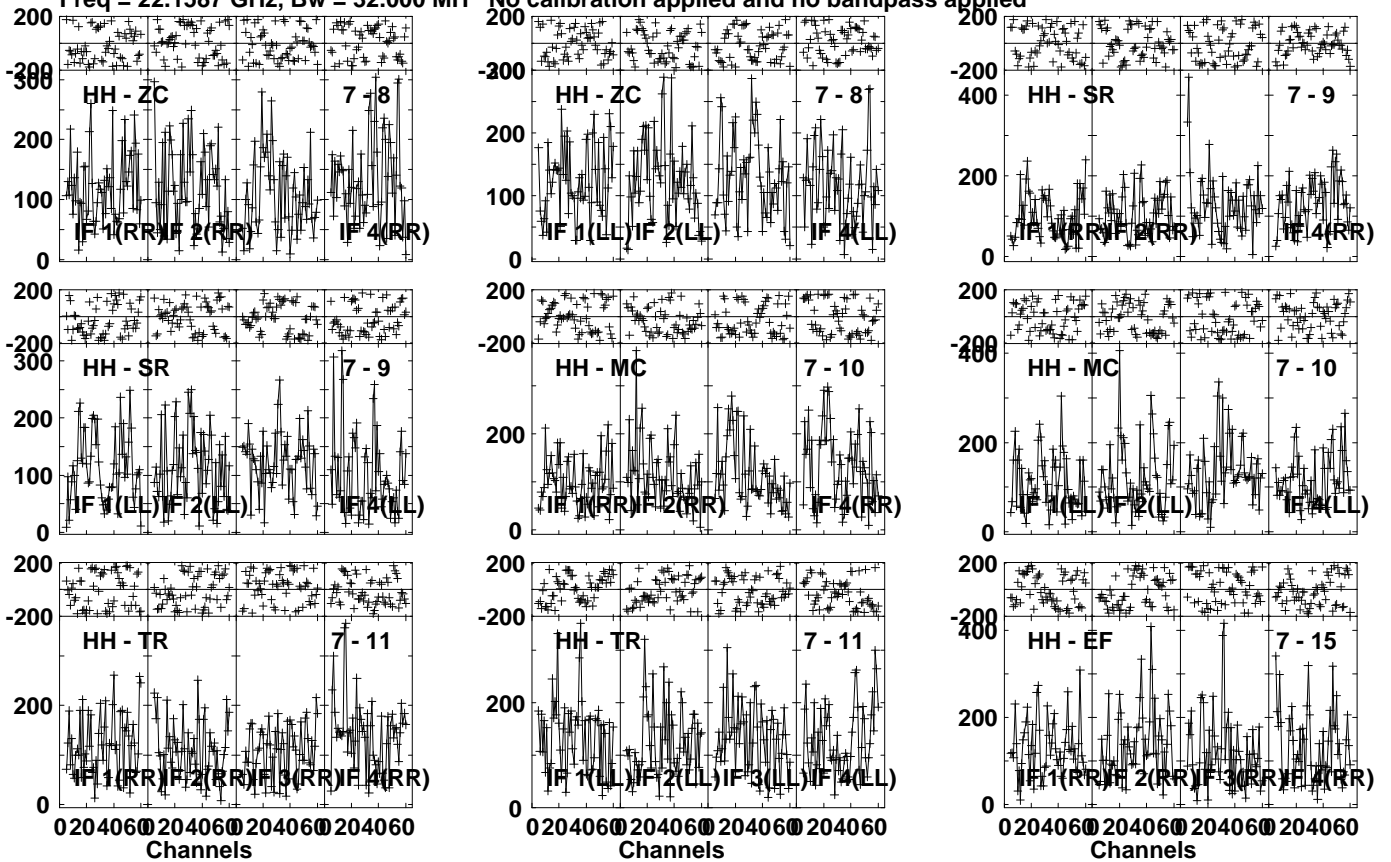 Freq = 22.1587 GHz, Bw = 32.000 MH No calibration applied and no bandpass applied
200 200 200
-200 -200 -200
300 300 400
HH - ZC 7 - 8 HH - ZC 7 - 8 HH - SR 7 - 9
200 200 200
100 100
IF 1(RR) IF 2(RR) IF 4(RR) IF 1(LL) IF 2(LL) IF 4(LL) IF 1(RR) IF 2(RR) IF 4(RR)
0 0 0
200 200 200
-200 -200 -200
300 400
HH - SR 7 - 9 HH - MC 7 - 10 HH - MC 7 - 10
200 200 200
100
IF 1(LL) IF 2(LL) IF 4(LL) IF 1(RR) IF 2(RR) IF 4(RR) IF 1(LL) IF 2(LL) IF 4(LL)
0 0 0
200 200 200
-200 -200 -200
400
HH - TR 7 - 11 HH - TR 7 - 11 HH - EF 7 - 15
200 200 200
IF 1(RR) IF 2(RR) IF 3(RR) IF 4(RR) IF 1(LL) IF 2(LL) IF 3(LL) IF 4(LL) IF 1(RR) IF 2(RR) IF 3(RR) IF 4(RR)
0 0 0
0 20 40 60 0 20 40 60 0 20 40 60 0 20 40 60 0 20 40 60 0 20 40 60 0 20 40 60 0 20 40 60 0 20 40 60 0 20 40 60 0 20 40 60 0 20 40 60
Channels Channels Channels